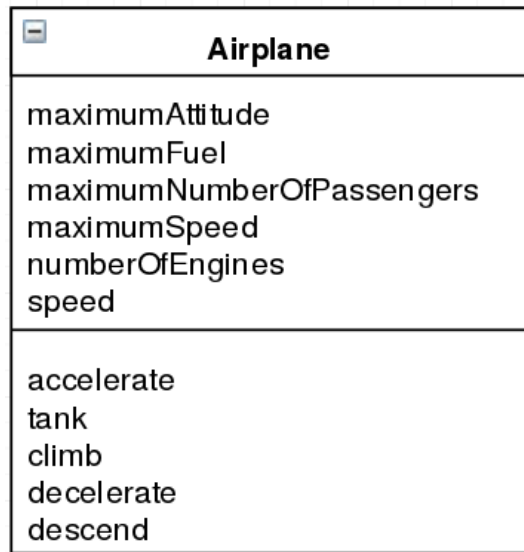 Airplane
maximumAttitude
maximumFuel
maximumNumberOfPassengers
maximumSpeed
numberOfEngines
speed
accelerate
tank
climb
decelerate
descend